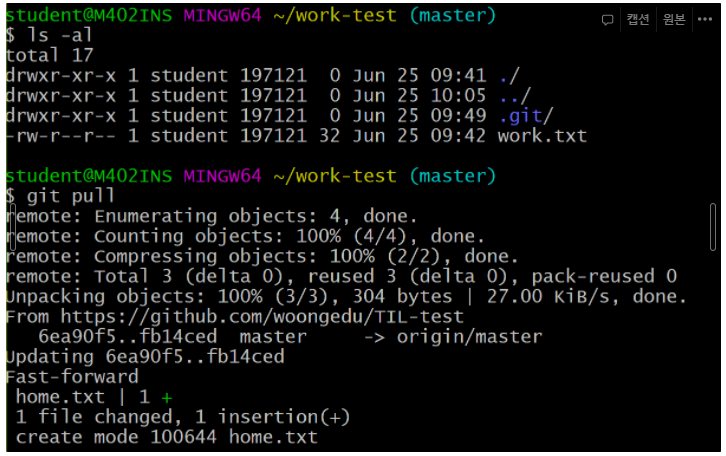 student@M402INS MINGW64 ~/work-test (master)
캡션 원본 •••
$ ls -al
total 17
drwxr-xr-x 1 student 197121  0 Jun 25 09:41 ./
drwxr-xr-x 1 student 197121  0 Jun 25 10:05 ../
drwxr-xr-x 1 student 197121  0 Jun 25 09:49 .git/
-rw-r--r-- 1 student 197121 32 Jun 25 09:42 work.txt
student@M402INS MINGW64 ~/work-test (master)
$ git pull
remote: Enumerating objects: 4, done.
remote: Counting objects: 100% (4/4), done.
remote: Compressing objects: 100% (2/2), done.
remote: Total 3 (delta 0), reused 3 (delta 0), pack-reused 0
Unpacking objects: 100% (3/3), 304 bytes | 27.00 KiB/s, done.
From https://github.com/woongedu/TIL-test
   6ea90f5..fb14ced  master     -> origin/master
Updating 6ea90f5..fb14ced
Fast-forward
 home.txt | 1 +
 1 file changed, 1 insertion(+)
 create mode 100644 home.txt